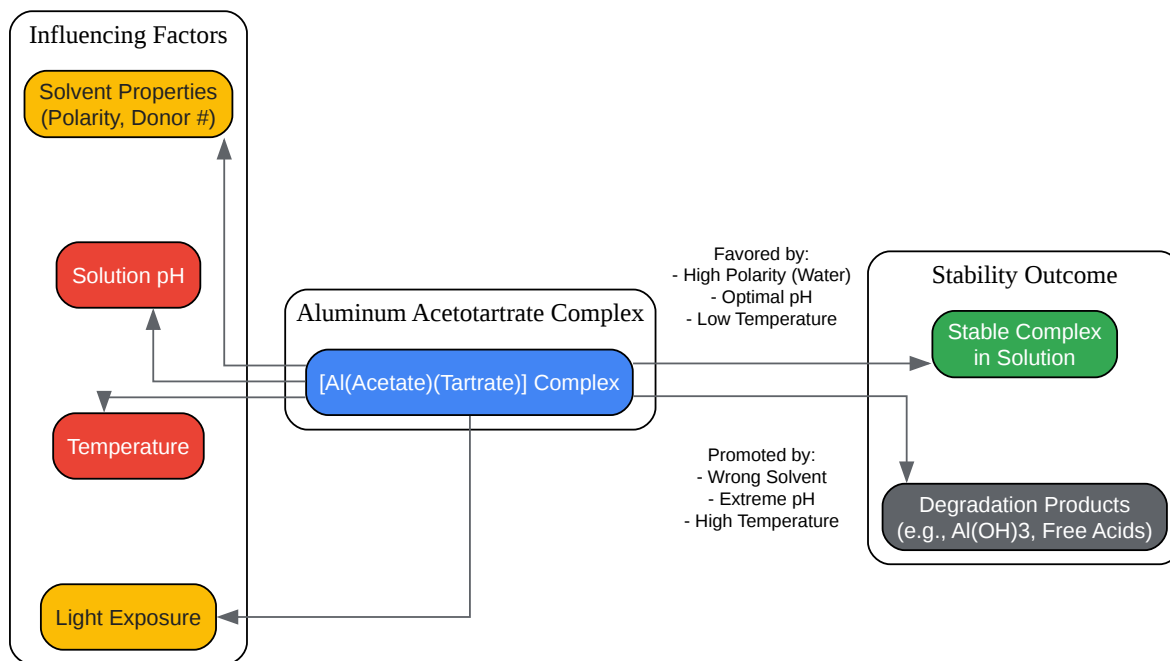 Influencing Factors
Solvent Properties
(Polarity, Donor #)
Solution pH
Temperature
Light Exposure
Aluminum Acetotartrate Complex
[Al(Acetate)(Tartrate)] Complex
Favored by:
- High Polarity (Water)
- Optimal pH
- Low Temperature
Promoted by:
- Wrong Solvent
- Extreme pH
- High Temperature
Stability Outcome
Stable Complex
in Solution
Degradation Products
(e.g., Al(OH)3, Free Acids)